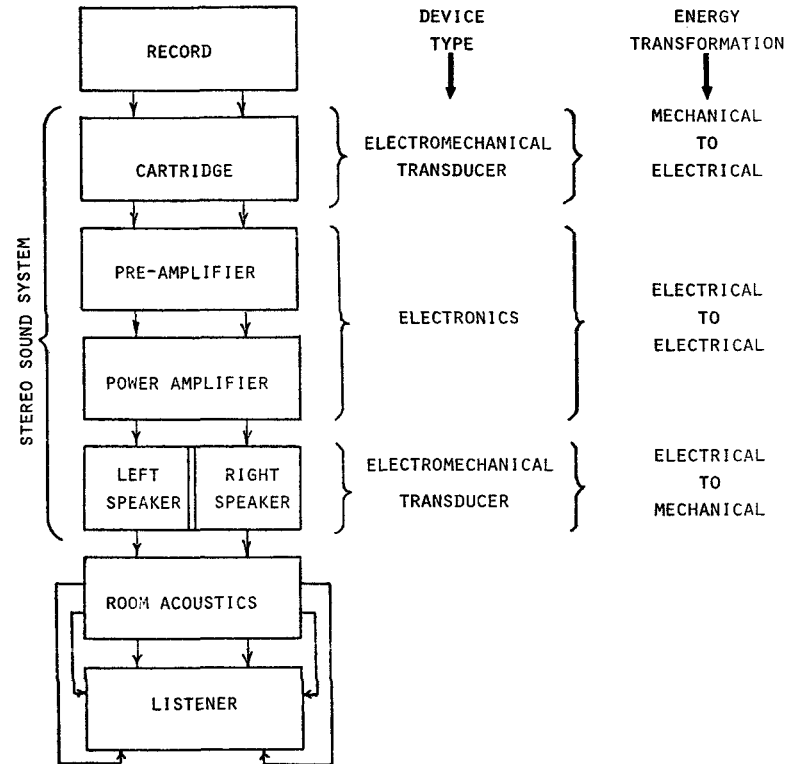 RECORD
DEVICE
TYPE
ENERGY
TRANSFORMATION
STEREO SOUND SYSTEM
CARTRIDGE
ELECTROMECHANICAL
TRANSDUCER
MECHANICAL
TO
ELECTRICAL
PRE-AMPLIFIER
POWER AMPLIFIER
ELECTRONICS
ELECTRICAL
TO
ELECTRICAL
LEFT
SPEAKER
RIGHT
SPEAKER
ELECTROMECHANICAL
TRANSDUCER
ELECTRICAL
TO
MECHANICAL
ROOM ACOUSTICS
LISTENER